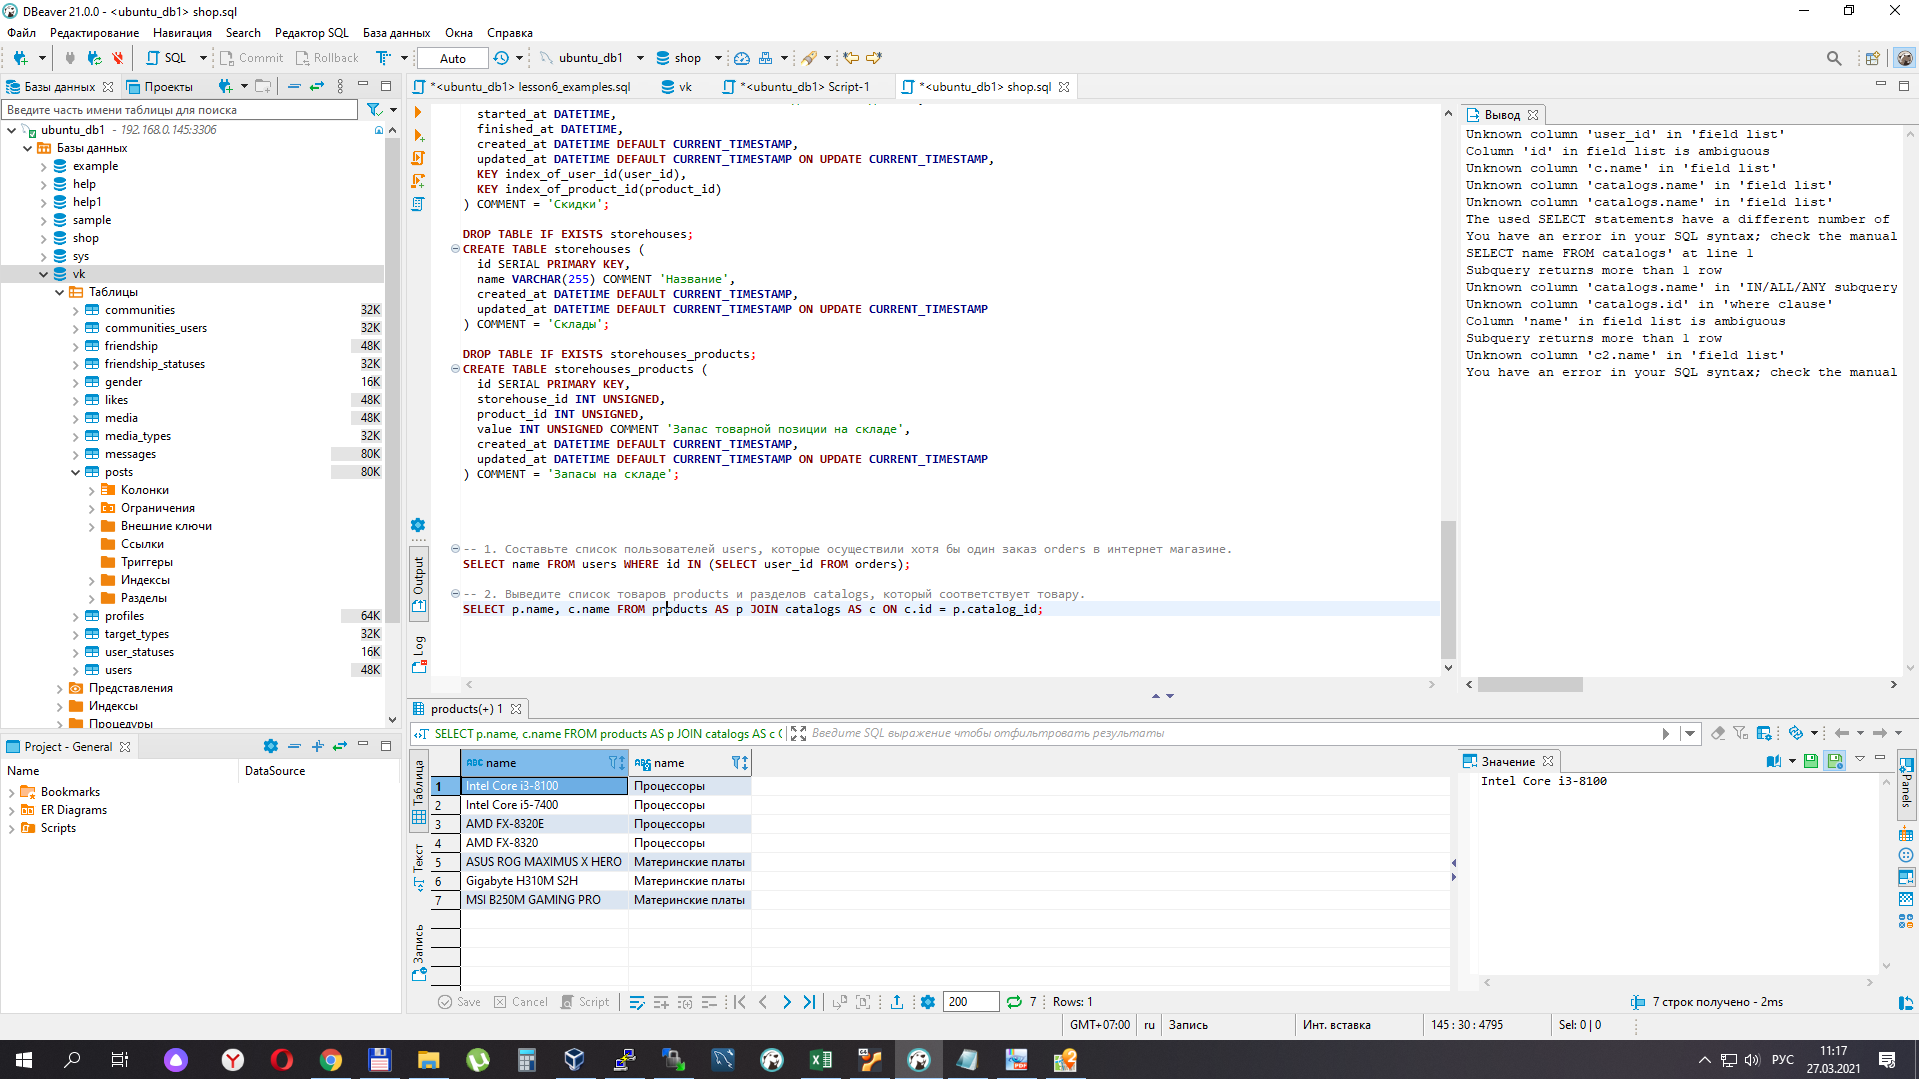 DBeaver 21.0.0 - <ubuntu_db1> shop.sql
Файл Редактирование Навигация Search Редактор SQL База данных Окна Справка
SQL Commit Rollback Auto ubuntu_db1 shop
Базы данных Проекты
*<ubuntu_db1> lesson6_examples.sql vk *<ubuntu_db1> Script-1 *<ubuntu_db1> shop.sql
Введите часть имени таблицы для поиска
ubuntu_db1 - 192.168.0.145:3306
Базы данных
example
help
help1
sample
shop
sys
vk
Таблицы
communities 32K
communities_users 32K
friendship 48K
friendship_statuses 32K
gender 16K
likes 48K
media 48K
media_types 32K
messages 80K
posts 80K
Колонки
Ограничения
Внешние ключи
Ссылки
Триггеры
Индексы
Разделы
profiles 64K
target_types 32K
user_statuses 16K
users 48K
Представления
Индексы
Процедуры
started_at DATETIME,
finished_at DATETIME,
created_at DATETIME DEFAULT CURRENT_TIMESTAMP,
updated_at DATETIME DEFAULT CURRENT_TIMESTAMP ON UPDATE CURRENT_TIMESTAMP,
KEY index_of_user_id(user_id),
KEY index_of_product_id(product_id)
) COMMENT = 'Скидки';
DROP TABLE IF EXISTS storehouses;
CREATE TABLE storehouses (
id SERIAL PRIMARY KEY,
name VARCHAR(255) COMMENT 'Название',
created_at DATETIME DEFAULT CURRENT_TIMESTAMP,
updated_at DATETIME DEFAULT CURRENT_TIMESTAMP ON UPDATE CURRENT_TIMESTAMP
) COMMENT = 'Склады';
DROP TABLE IF EXISTS storehouses_products;
CREATE TABLE storehouses_products (
id SERIAL PRIMARY KEY,
storehouse_id INT UNSIGNED,
product_id INT UNSIGNED,
value INT UNSIGNED COMMENT 'Запас товарной позиции на складе',
created_at DATETIME DEFAULT CURRENT_TIMESTAMP,
updated_at DATETIME DEFAULT CURRENT_TIMESTAMP ON UPDATE CURRENT_TIMESTAMP
) COMMENT = 'Запасы на складе';
-- 1. Составьте список пользователей users, которые осуществили хотя бы один заказ orders в интернет магазине.
SELECT name FROM users WHERE id IN (SELECT user_id FROM orders);
-- 2. Выведите список товаров products и разделов catalogs, который соответствует товару.
SELECT p.name, c.name FROM products AS p JOIN catalogs AS c ON c.id = p.catalog_id;
Output
Log
Вывод
Unknown column 'user_id' in 'field list'
Column 'id' in field list is ambiguous
Unknown column 'c.name' in 'field list'
Unknown column 'catalogs.name' in 'field list'
Unknown column 'catalogs.name' in 'field list'
The used SELECT statements have a different number of
You have an error in your SQL syntax; check the manual
SELECT name FROM catalogs' at line 1
Subquery returns more than 1 row
Unknown column 'catalogs.name' in 'IN/ALL/ANY subquery
Unknown column 'catalogs.id' in 'where clause'
Column 'name' in field list is ambiguous
Subquery returns more than 1 row
Unknown column 'c2.name' in 'field list'
You have an error in your SQL syntax; check the manual
Project - General
Name DataSource
Bookmarks
ER Diagrams
Scripts
products(+) 1
SELECT p.name, c.name FROM products AS p JOIN catalogs AS c Введите SQL выражение чтобы отфильтровать результаты
Таблица
Текст
Запись
ABC name ABC name
1 Intel Core i3-8100 Процессоры
2 Intel Core i5-7400 Процессоры
3 AMD FX-8320E Процессоры
4 AMD FX-8320 Процессоры
5 ASUS ROG MAXIMUS X HERO Материнские платы
6 Gigabyte H310M S2H Материнские платы
7 MSI B250M GAMING PRO Материнские платы
Значение
Intel Core i3-8100
Panels
Save Cancel Script 200 7 Rows: 1
7 строк получено - 2ms
GMT+07:00 ru Запись Инт. вставка 145 : 30 : 4795 Sel: 0 | 0
РУС 11:17
27.03.2021